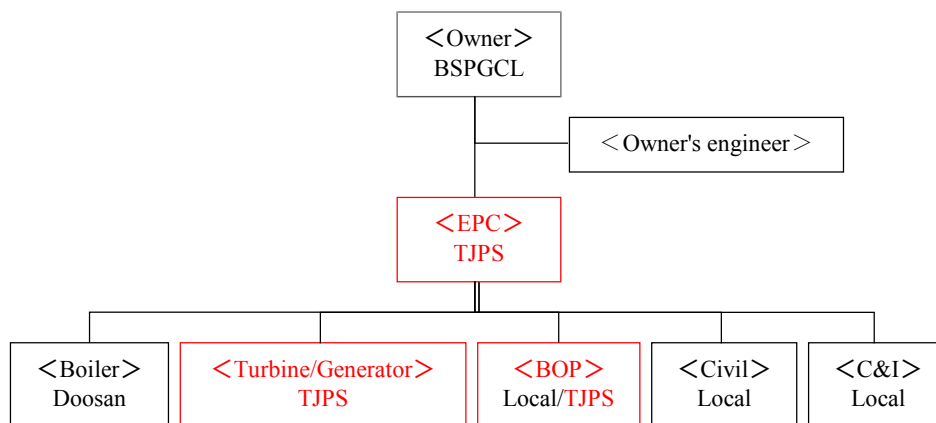 ＜Owner＞
BSPGCL
＜Owner's engineer＞
＜EPC＞
TJPS
＜Boiler＞
Doosan
＜Turbine/Generator＞
TJPS
＜BOP＞
Local/TJPS
＜Civil＞
Local
＜C&I＞
Local